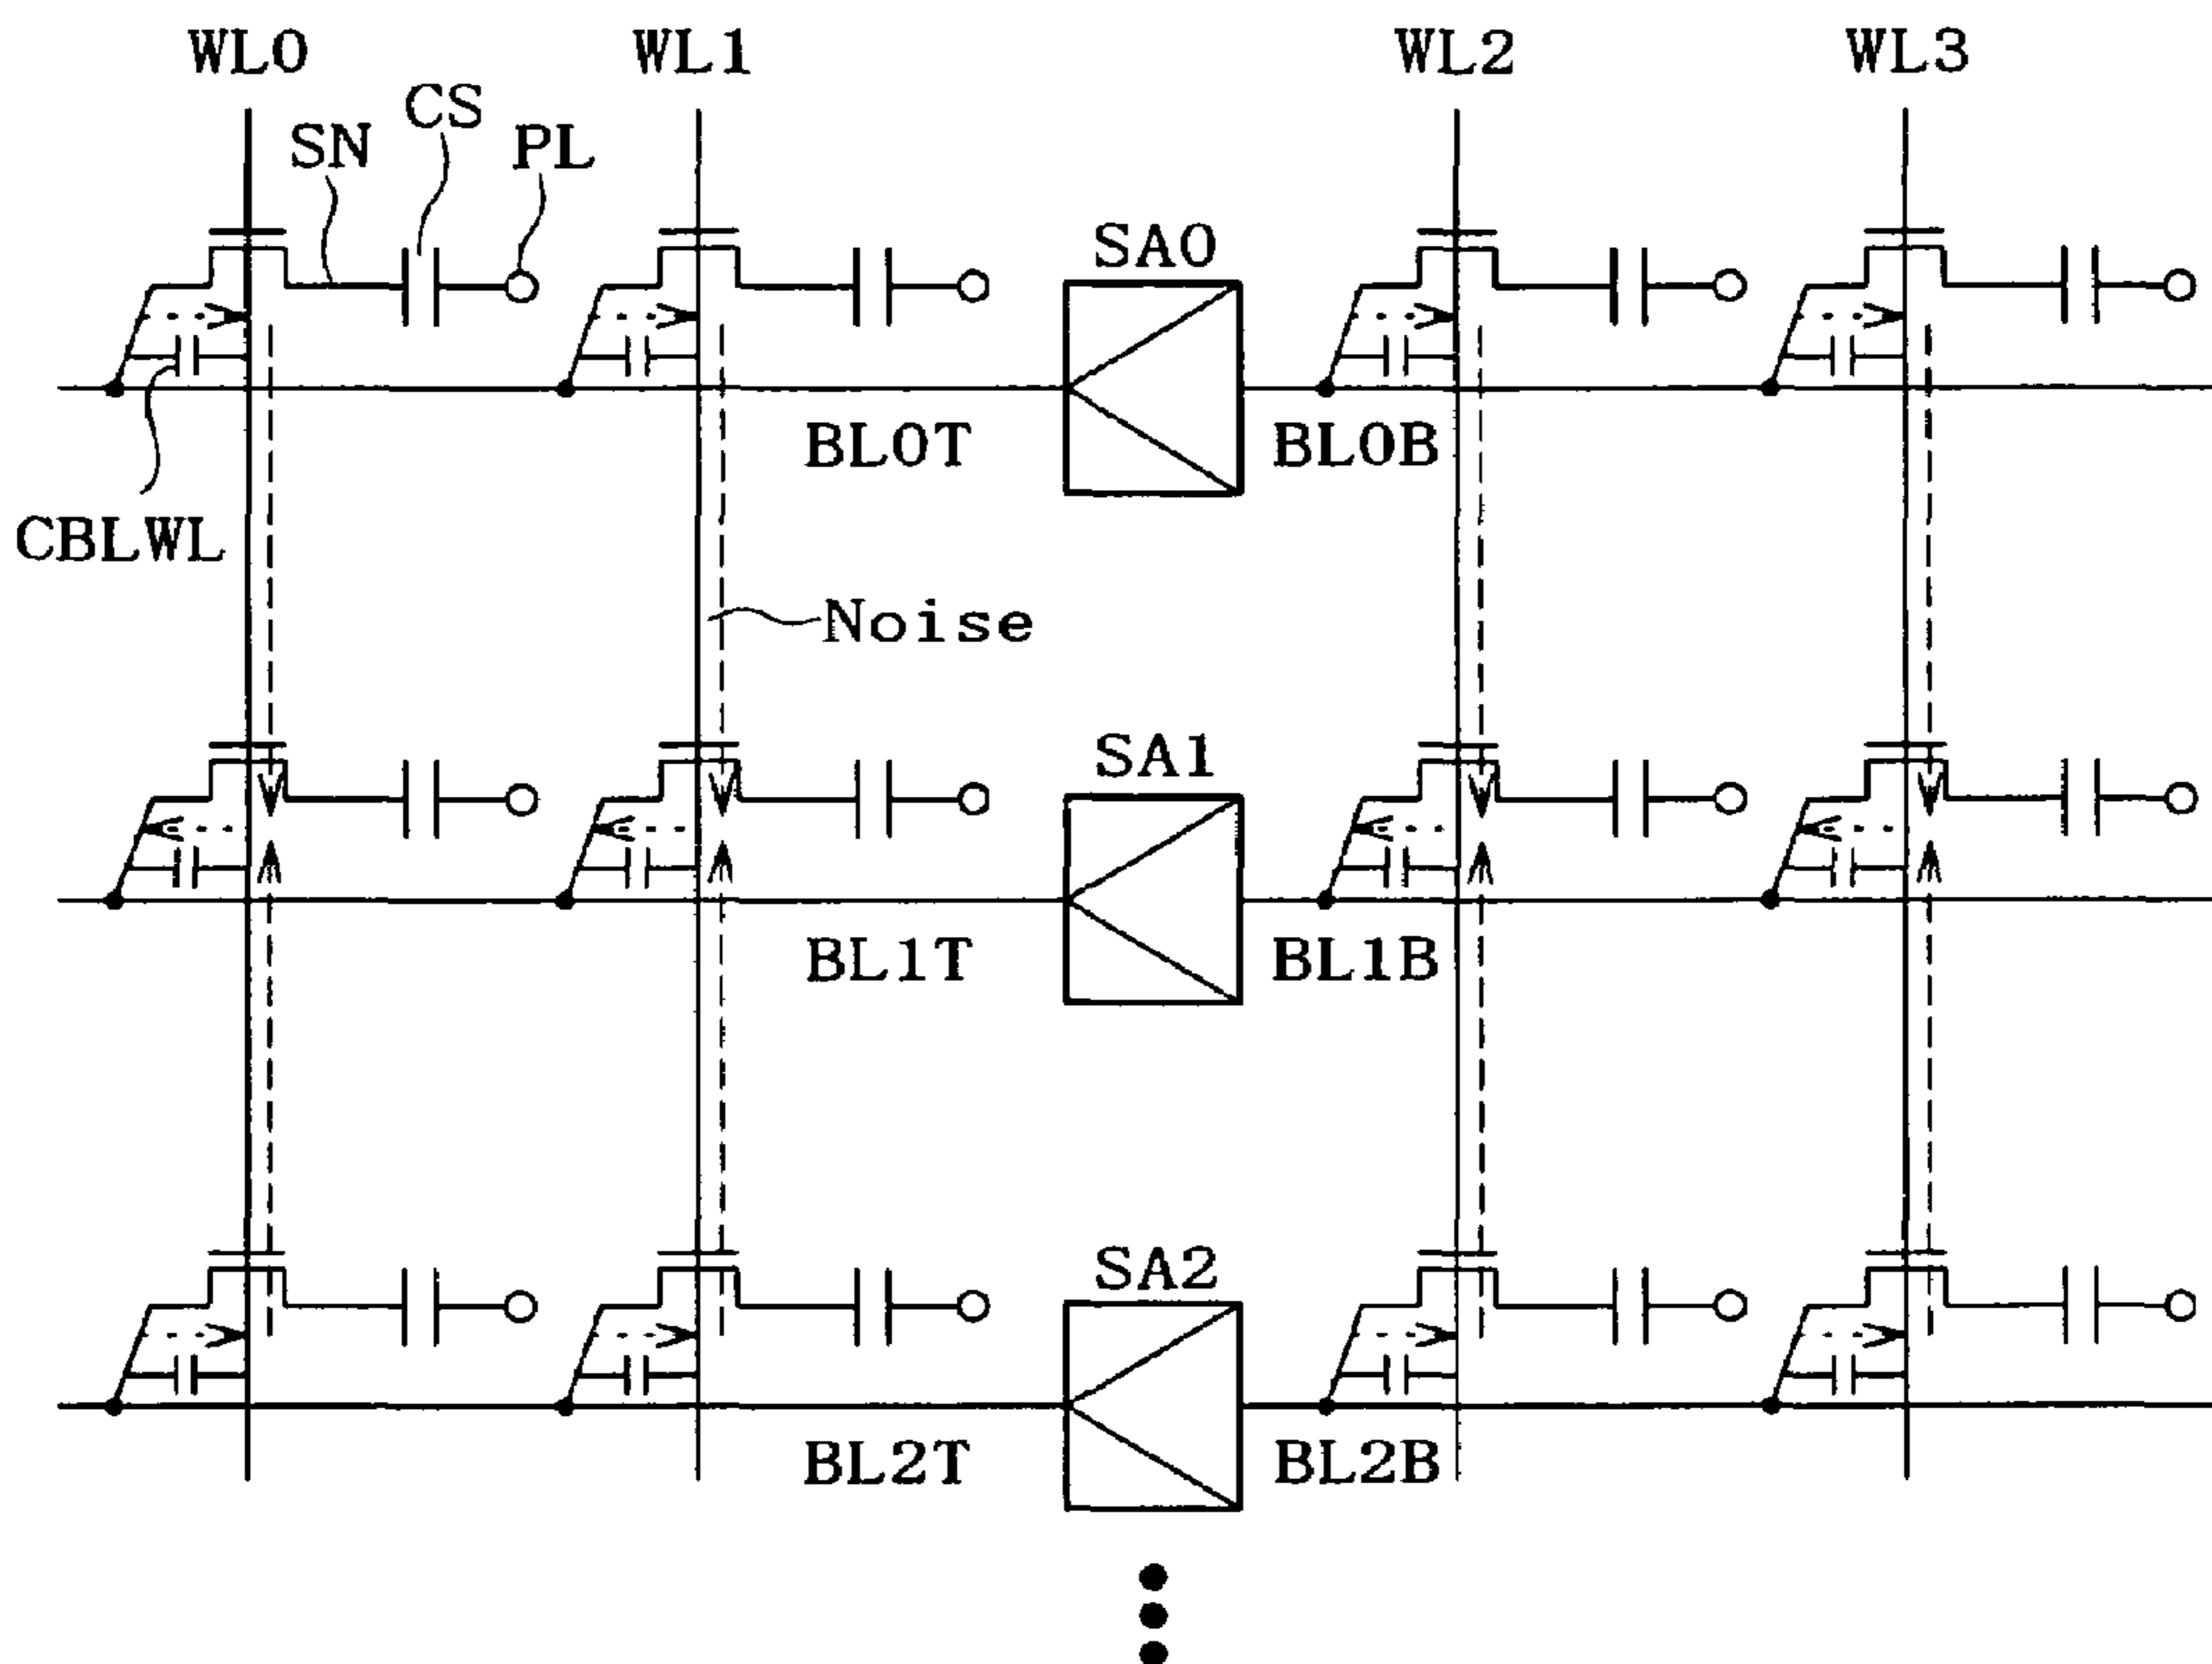 WL0 WL1 WL2 WL3
CS
SN PL
SA0
BL0T BL0B
CBLWL
Noise
SA1
BL1T BL1B
SA2
BL2T BL2B